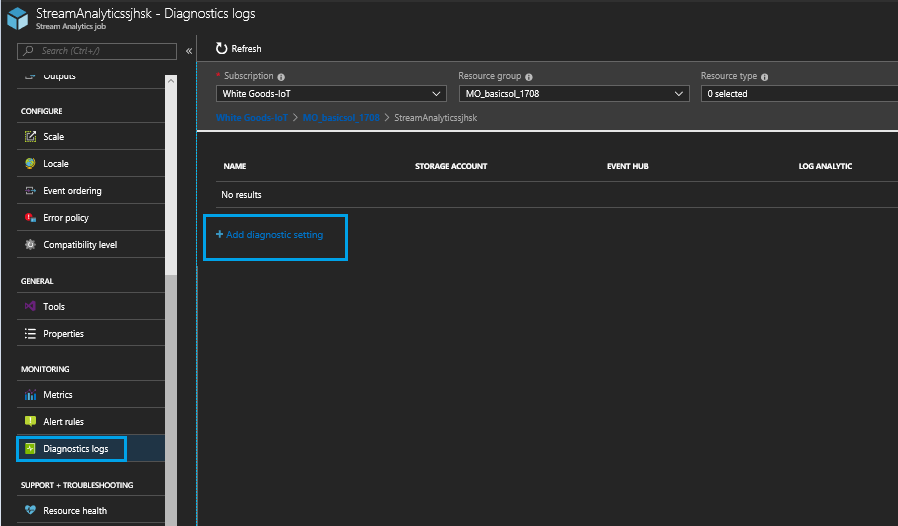 StreamAnalyticssjhsk - Diagnostics logs
Stream Analytics job
Search (Ctrl+/)
«
Outputs
CONFIGURE
Scale
Locale
Event ordering
Error policy
Compatibility level
GENERAL
Tools
Properties
MONITORING
Metrics
Alert rules
Diagnostics logs
SUPPORT + TROUBLESHOOTING
Resource health
Refresh
* Subscription
Resource group
Resource type
White Goods-IoT
MO_basicsol_1708
0 selected
White Goods-IoT > MO_basicsol_1708 > StreamAnalyticssjhsk
NAME STORAGE ACCOUNT EVENT HUB LOG ANALYTIC
No results
+ Add diagnostic setting